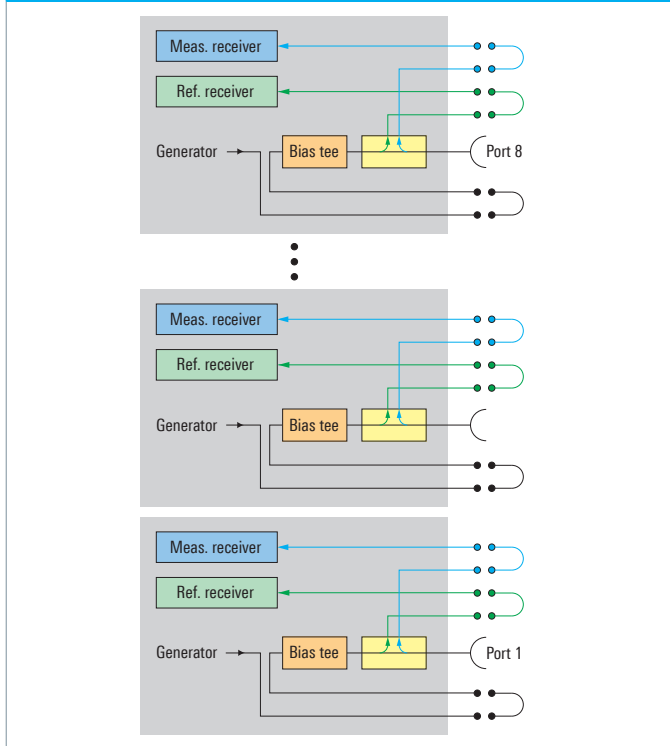 Meas. receiver
Ref. receiver
Generator
Bias tee
Port 8
Meas. receiver
Ref. receiver
Generator
Bias tee
Meas. receiver
Ref. receiver
Generator
Bias tee
Port 1